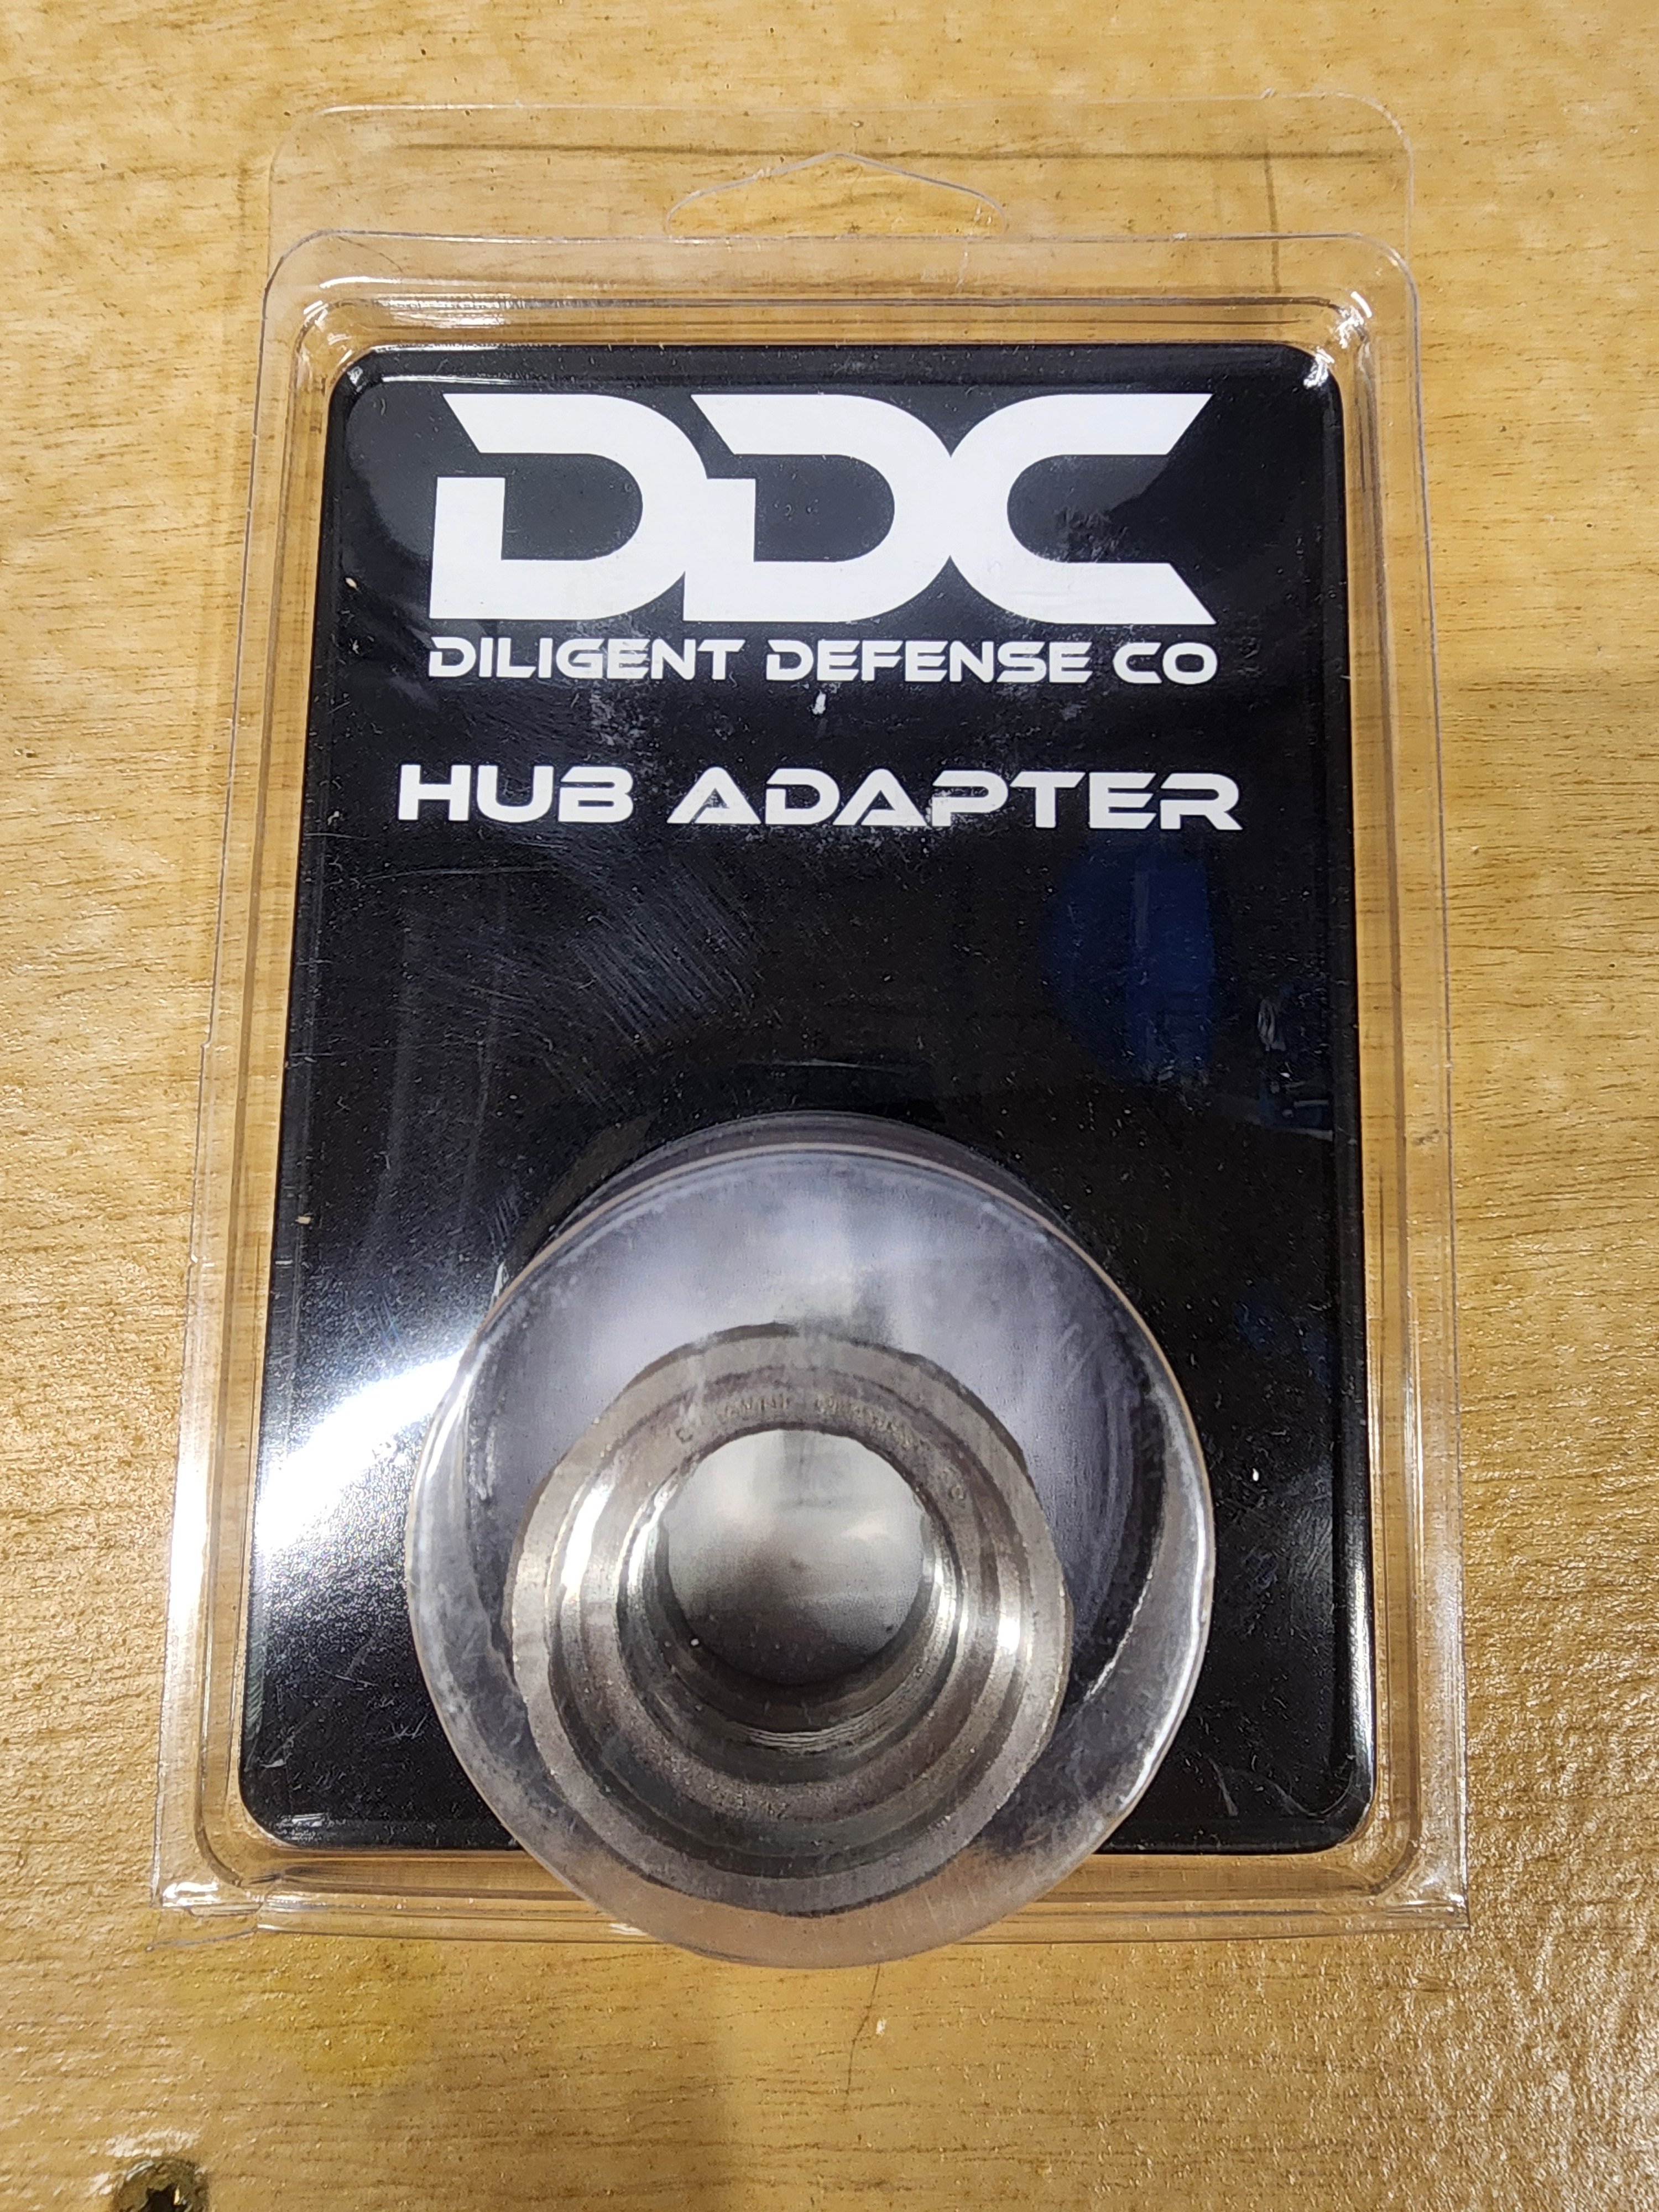 DDC
DILIGENT DEFENSE CO
HUB ADAPTER